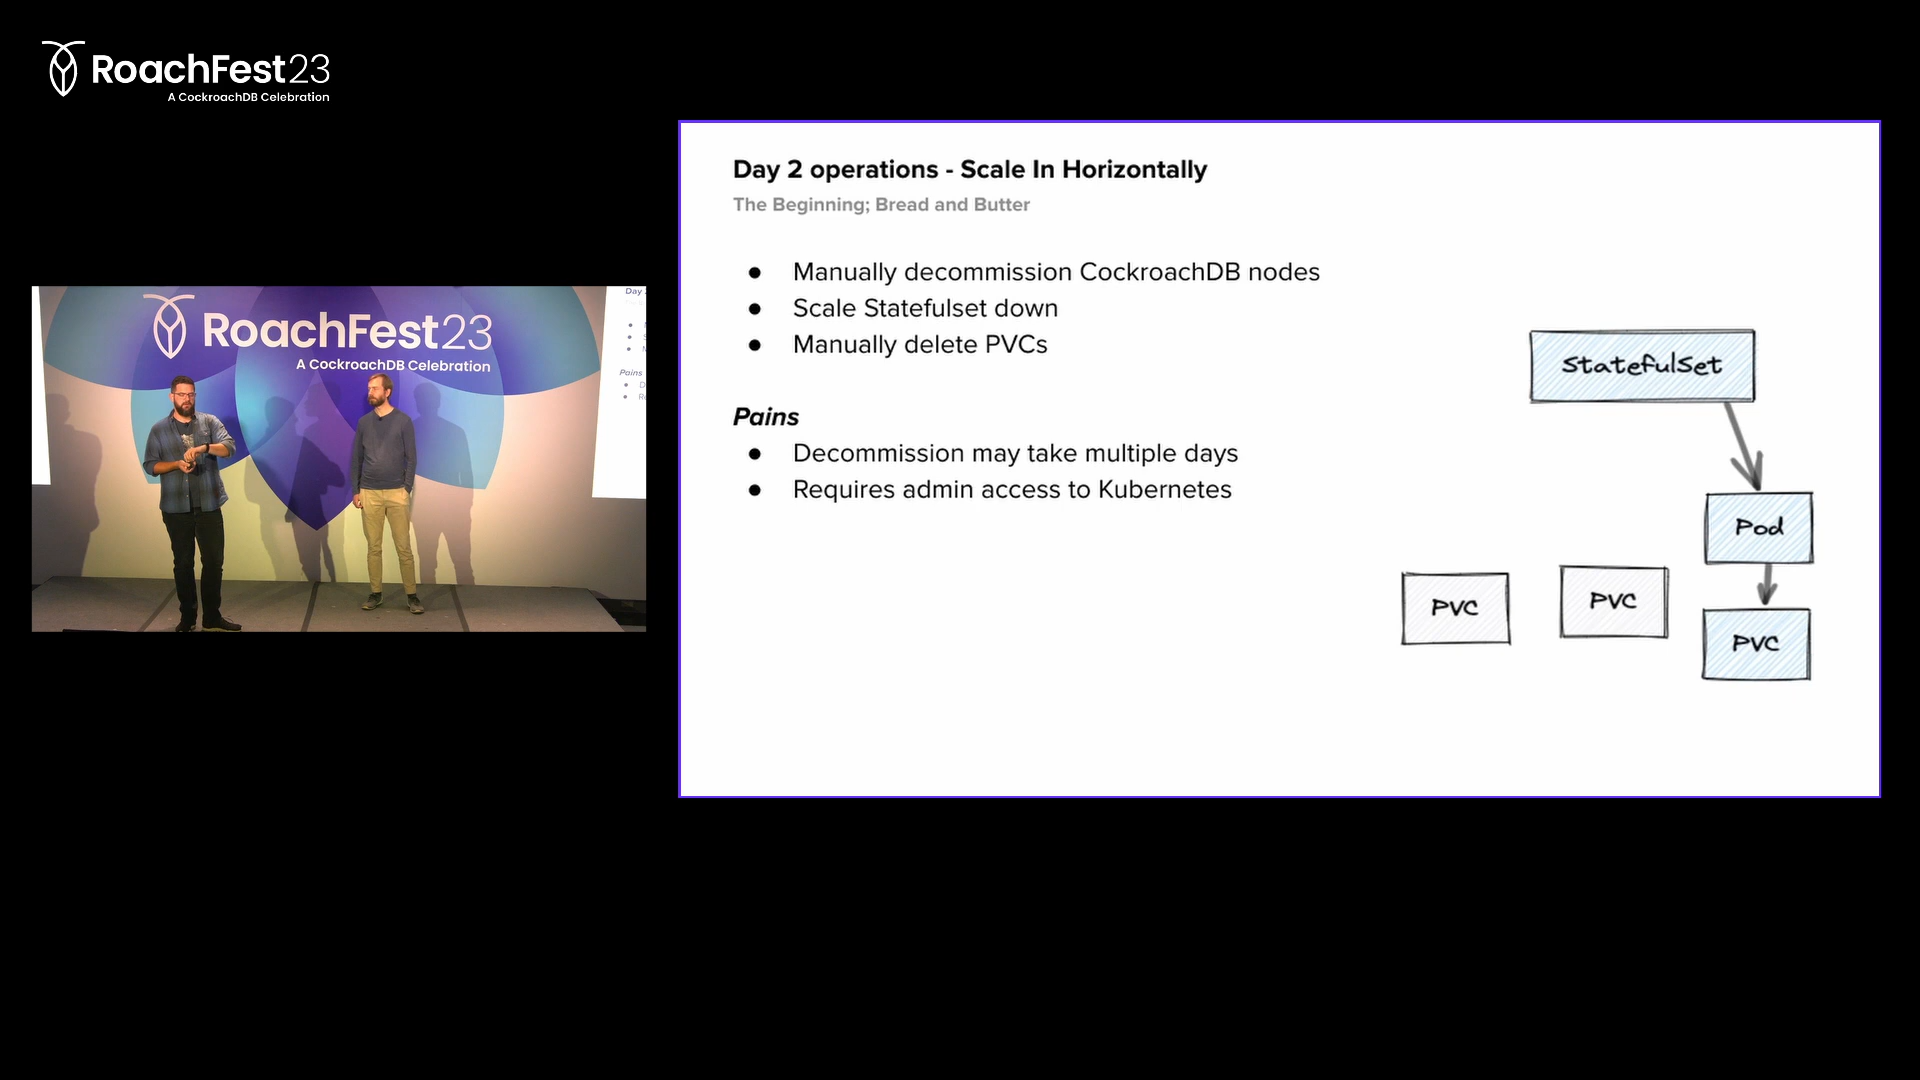 RoachFest23
A CockroachDB Celebration
Day 2 operations - Scale In Horizontally
The Beginning; Bread and Butter
● Manually decommission CockroachDB nodes
● Scale Statefulset down
● Manually delete PVCs
Pains
● Decommission may take multiple days
● Requires admin access to Kubernetes
StatefulSet
Pod
PVC
PVC
PVC
RoachFest23
A CockroachDB Celebration
Day
Pains